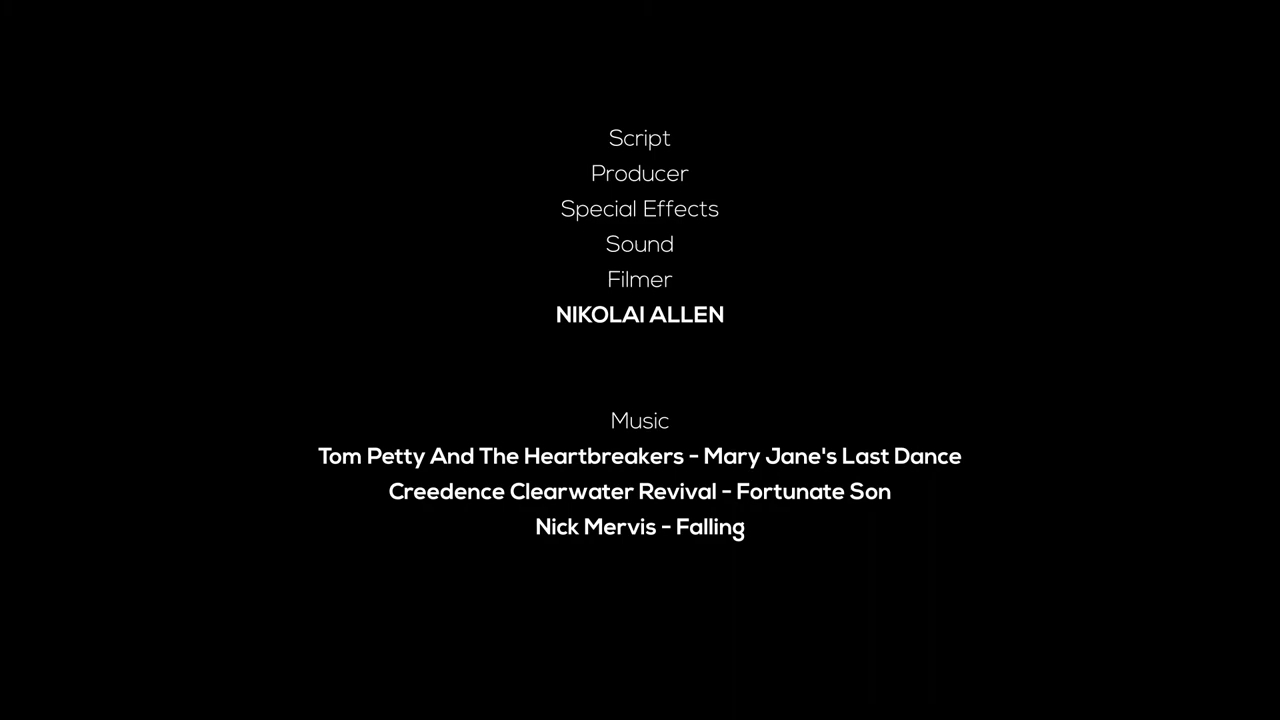 Script
Producer
Special Effects
Sound
Filmer
NIKOLAI ALLEN
Music
Tom Petty And The Heartbreakers - Mary Jane's Last Dance
Creedence Clearwater Revival - Fortunate Son
Nick Mervis - Falling